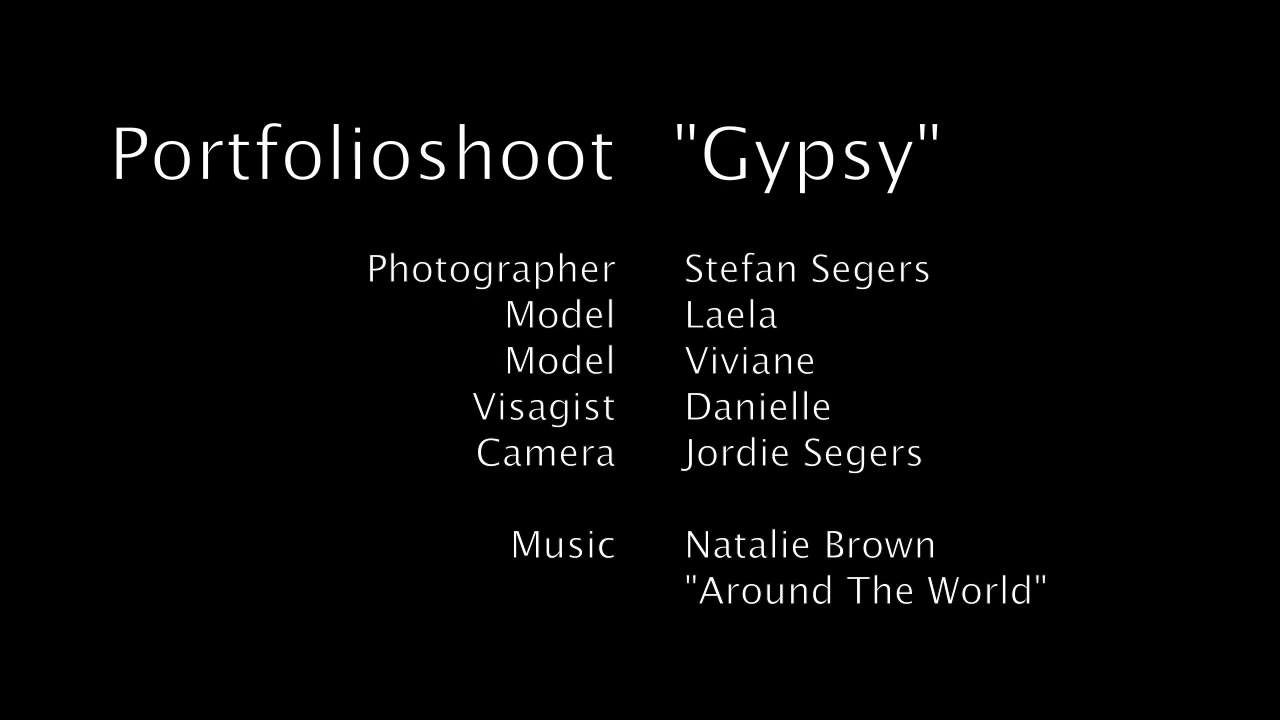 Portfolioshoot "Gypsy"
Photographer Stefan Segers
Model Laela
Model Viviane
Visagist Danielle
Camera Jordie Segers
Music Natalie Brown
"Around The World"